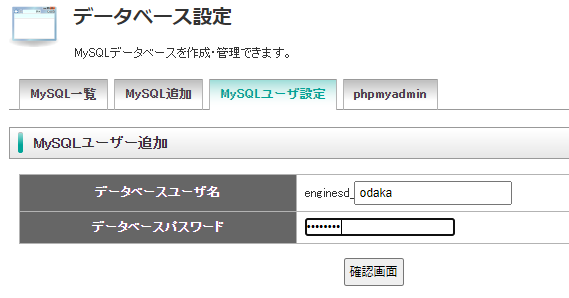 データベース設定
MySQLデータベースを作成・管理できます。
MySQL一覧 MySQL追加 MySQLユーザ設定 phpmyadmin
MySQLユーザー追加
データベースユーザ名 enginesd_odaka
データベースパスワード ••••••••
確認画面